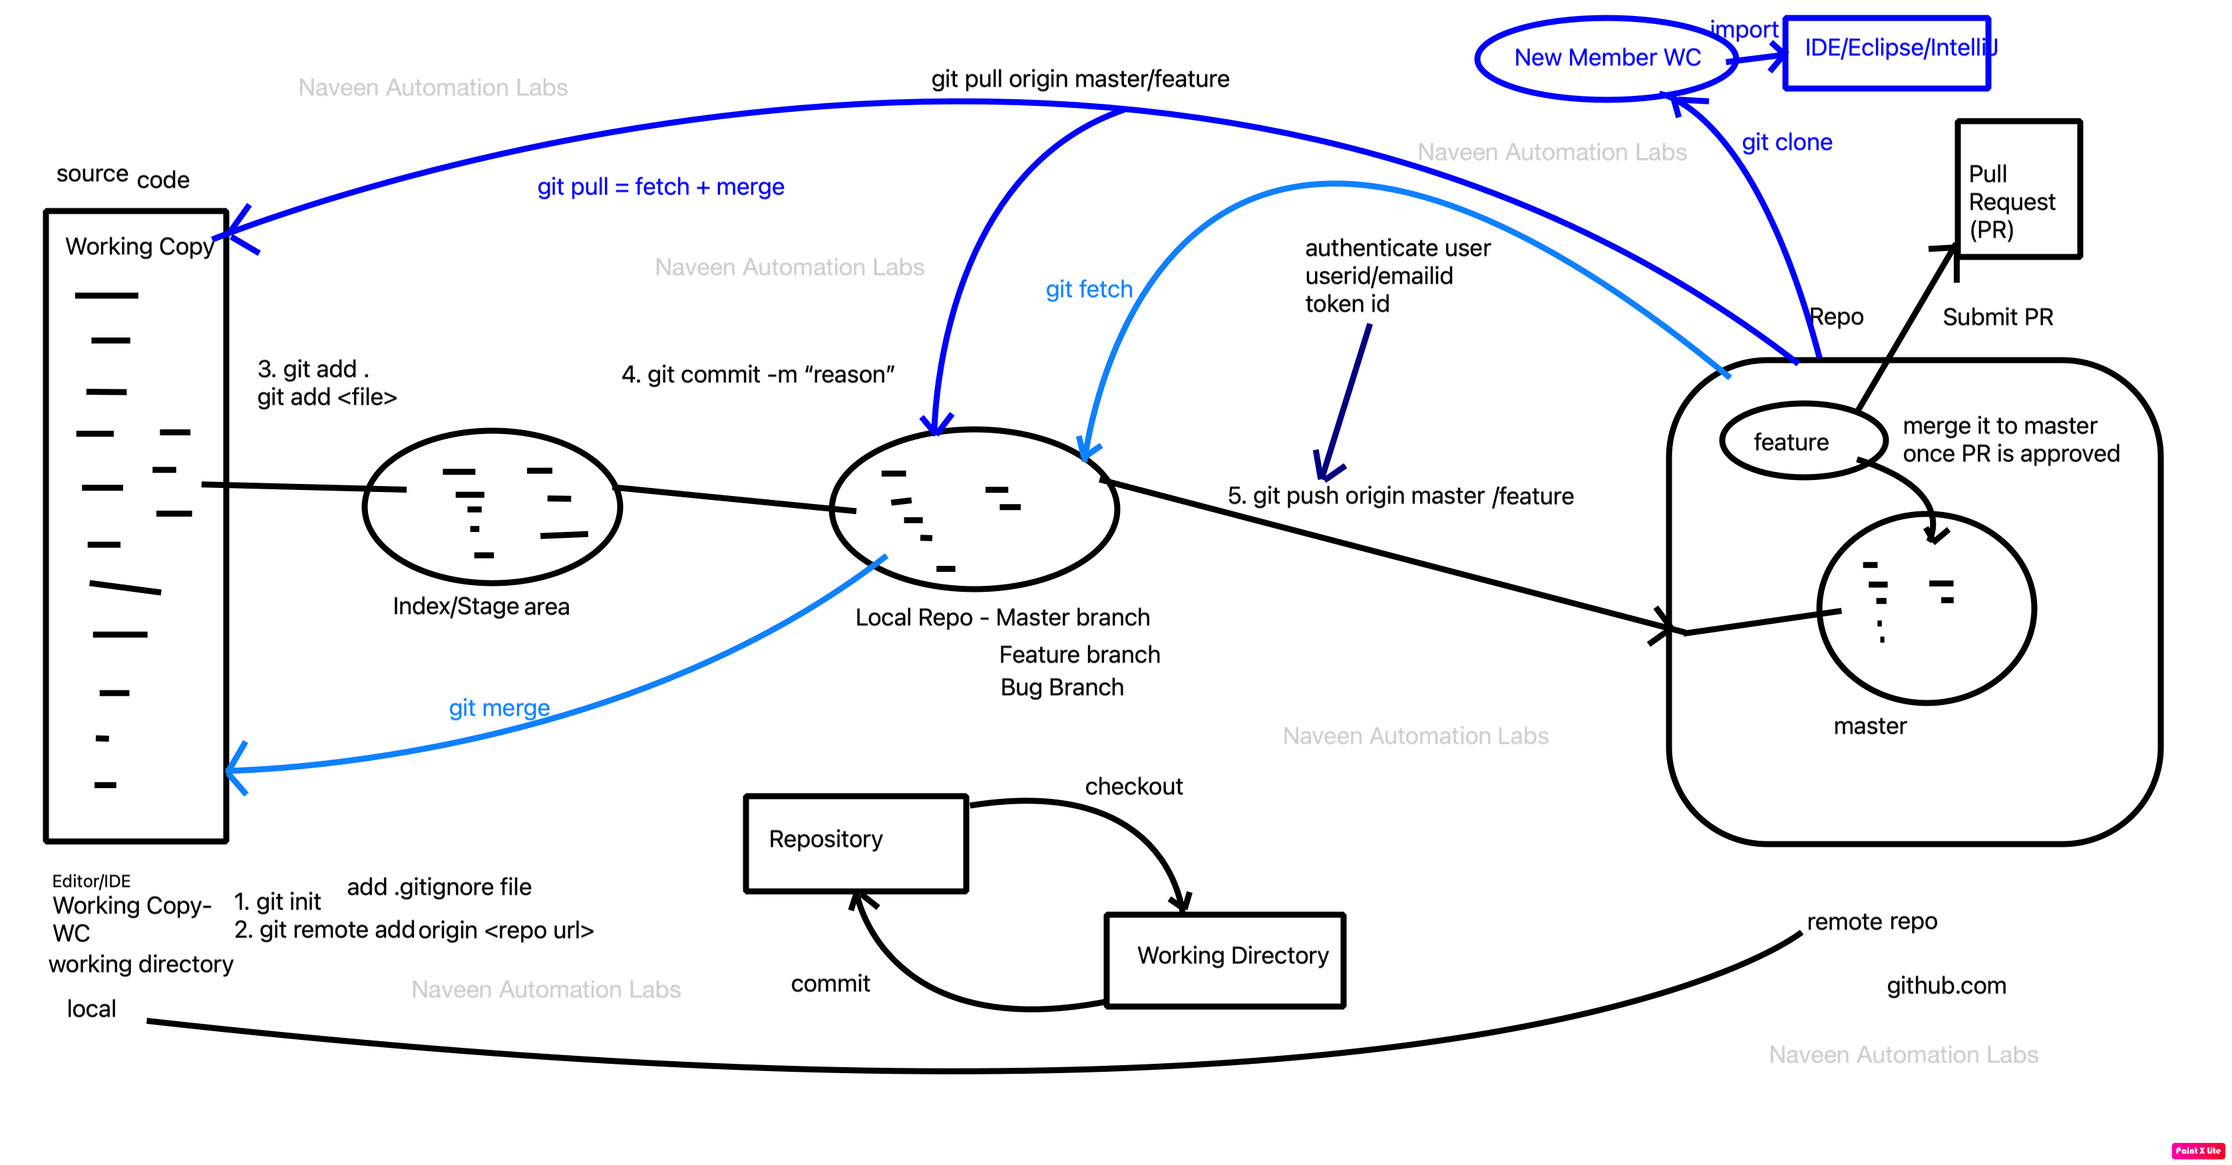 New Member WC
import
IDE/Eclipse/IntelliJ
git pull origin master/feature
Naveen Automation Labs
git clone
Naveen Automation Labs
source code
git pull = fetch + merge
Pull
Request
(PR)
Working Copy
Naveen Automation Labs
git fetch
authenticate user
userid/emailid
token id
Repo
Submit PR
3. git add .
git add <file>
4. git commit -m “reason”
feature
merge it to master
once PR is approved
5. git push origin master /feature
Index/Stage area
Local Repo - Master branch
Feature branch
Bug Branch
git merge
master
Naveen Automation Labs
checkout
Repository
Editor/IDE
Working Copy-
WC
working directory
local
1. git init
add .gitignore file
2. git remote add origin <repo url>
Working Directory
commit
Naveen Automation Labs
remote repo
github.com
Naveen Automation Labs
Paint X Lite